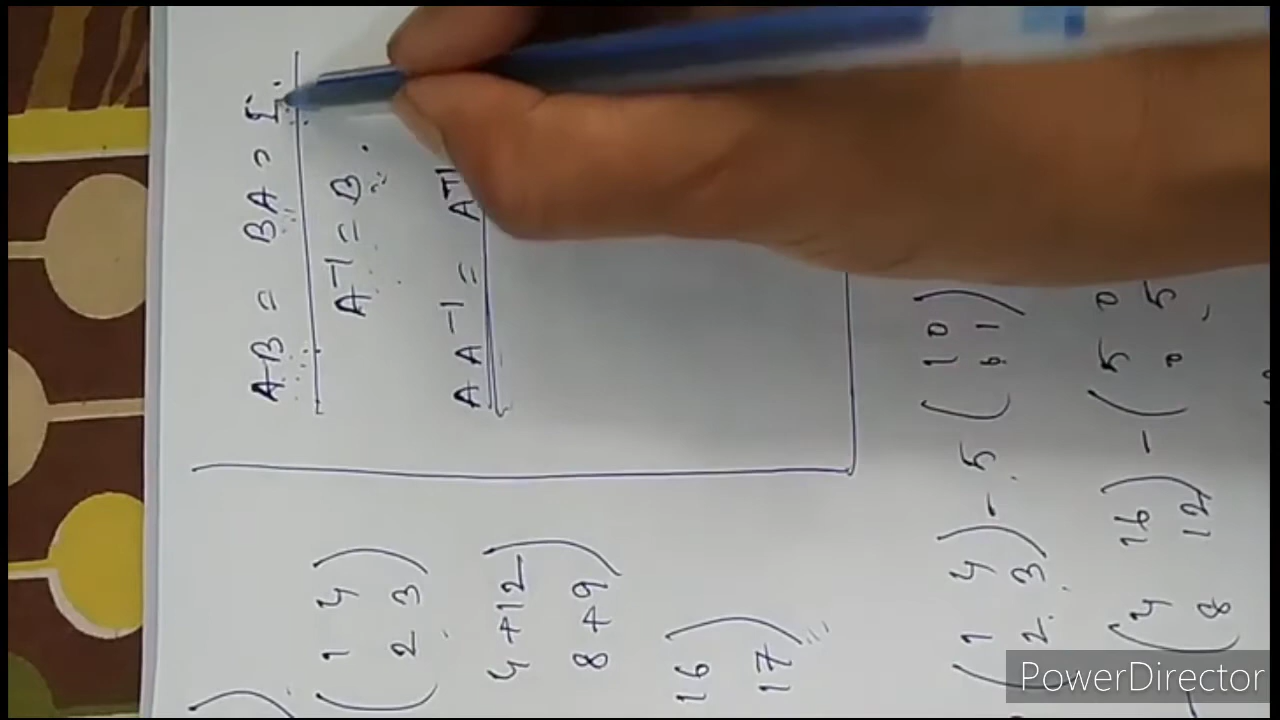 AB = BA = I.
A⁻¹ = B.
A A⁻¹ = A⁻¹
)
(1 4
2 3)
4+12)
8+9)
16)
17)
(1 4
2 3) - 5 (1 0
0 1)
- (4 16
8 12) - (5 0
0 5
PowerDirector